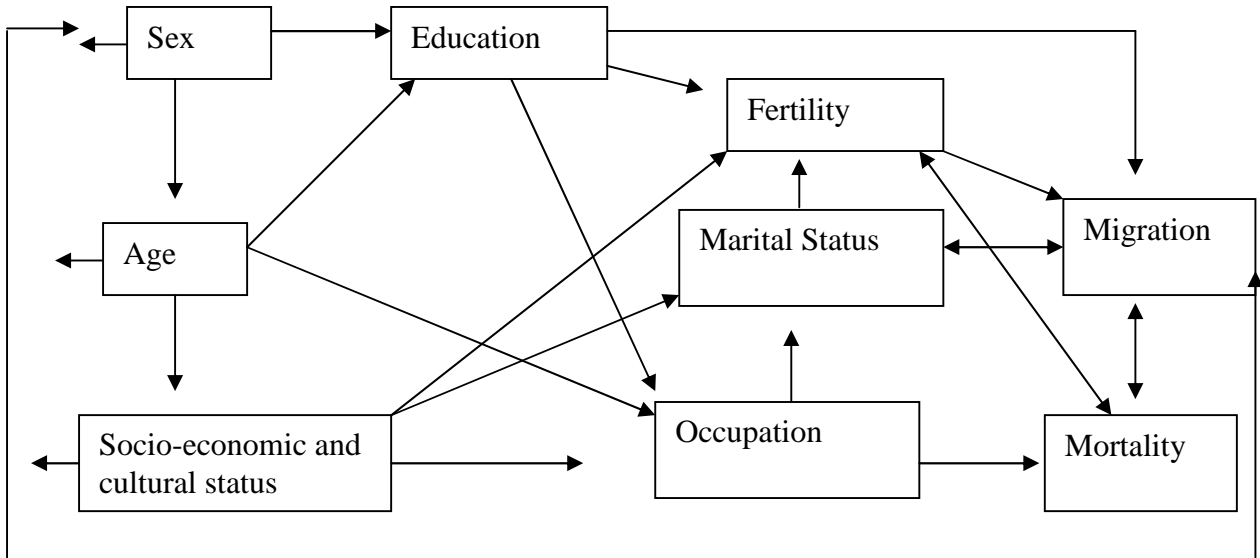 Sex
Education
Fertility
Age
Marital Status
Migration
Socio-economic and
cultural status
Occupation
Mortality